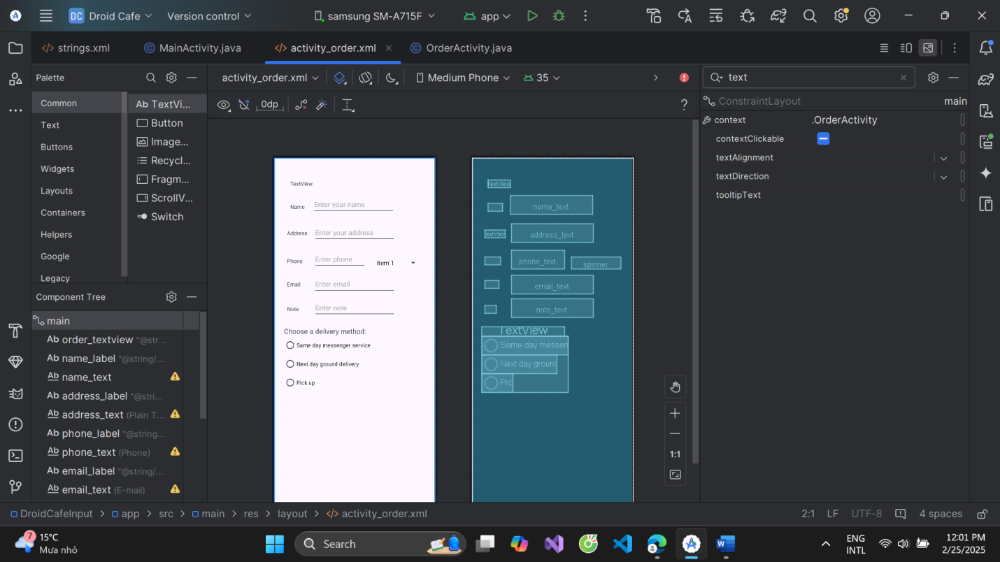 DC Droid Cafe Version control samsung SM-A715F app
strings.xml MainActivity.java activity_order.xml OrderActivity.java
Palette
Common
Text
Buttons
Widgets
Layouts
Containers
Helpers
Google
Legacy
Ab TextVi...
Button
Image...
Recycl...
Fragm...
ScrollV...
Switch
Component Tree
main
Ab order_textview "@str...
Ab name_label "@string/...
Ab name_text
Ab address_label "@stri...
Ab address_text (Plain T...
Ab phone_label "@string...
Ab phone_text (Phone)
Ab email_label "@string/...
Ab email_text (E-mail)
activity_order.xml Medium Phone 35
0dp ?
TextView
Name Enter your name
Address Enter your address
Phone Enter phone Item 1
Email Enter email
Note Enter note
Choose a delivery method:
Same day messenger service
Next day ground delivery
Pick up
TextView
name_text
TextView address_text
phone_text spinner
email_text
note_text
TextView
Same day messen
Next day ground
Pic
1:1
text
ConstraintLayout main
context .OrderActivity
contextClickable
textAlignment
textDirection
tooltipText
DroidCafeInput > app > src > main > res > layout > activity_order.xml 2:1 LF UTF-8 4 spaces
7 15°C
Mưa nhỏ
Search
ENG
INTL
12:01 PM
2/25/2025